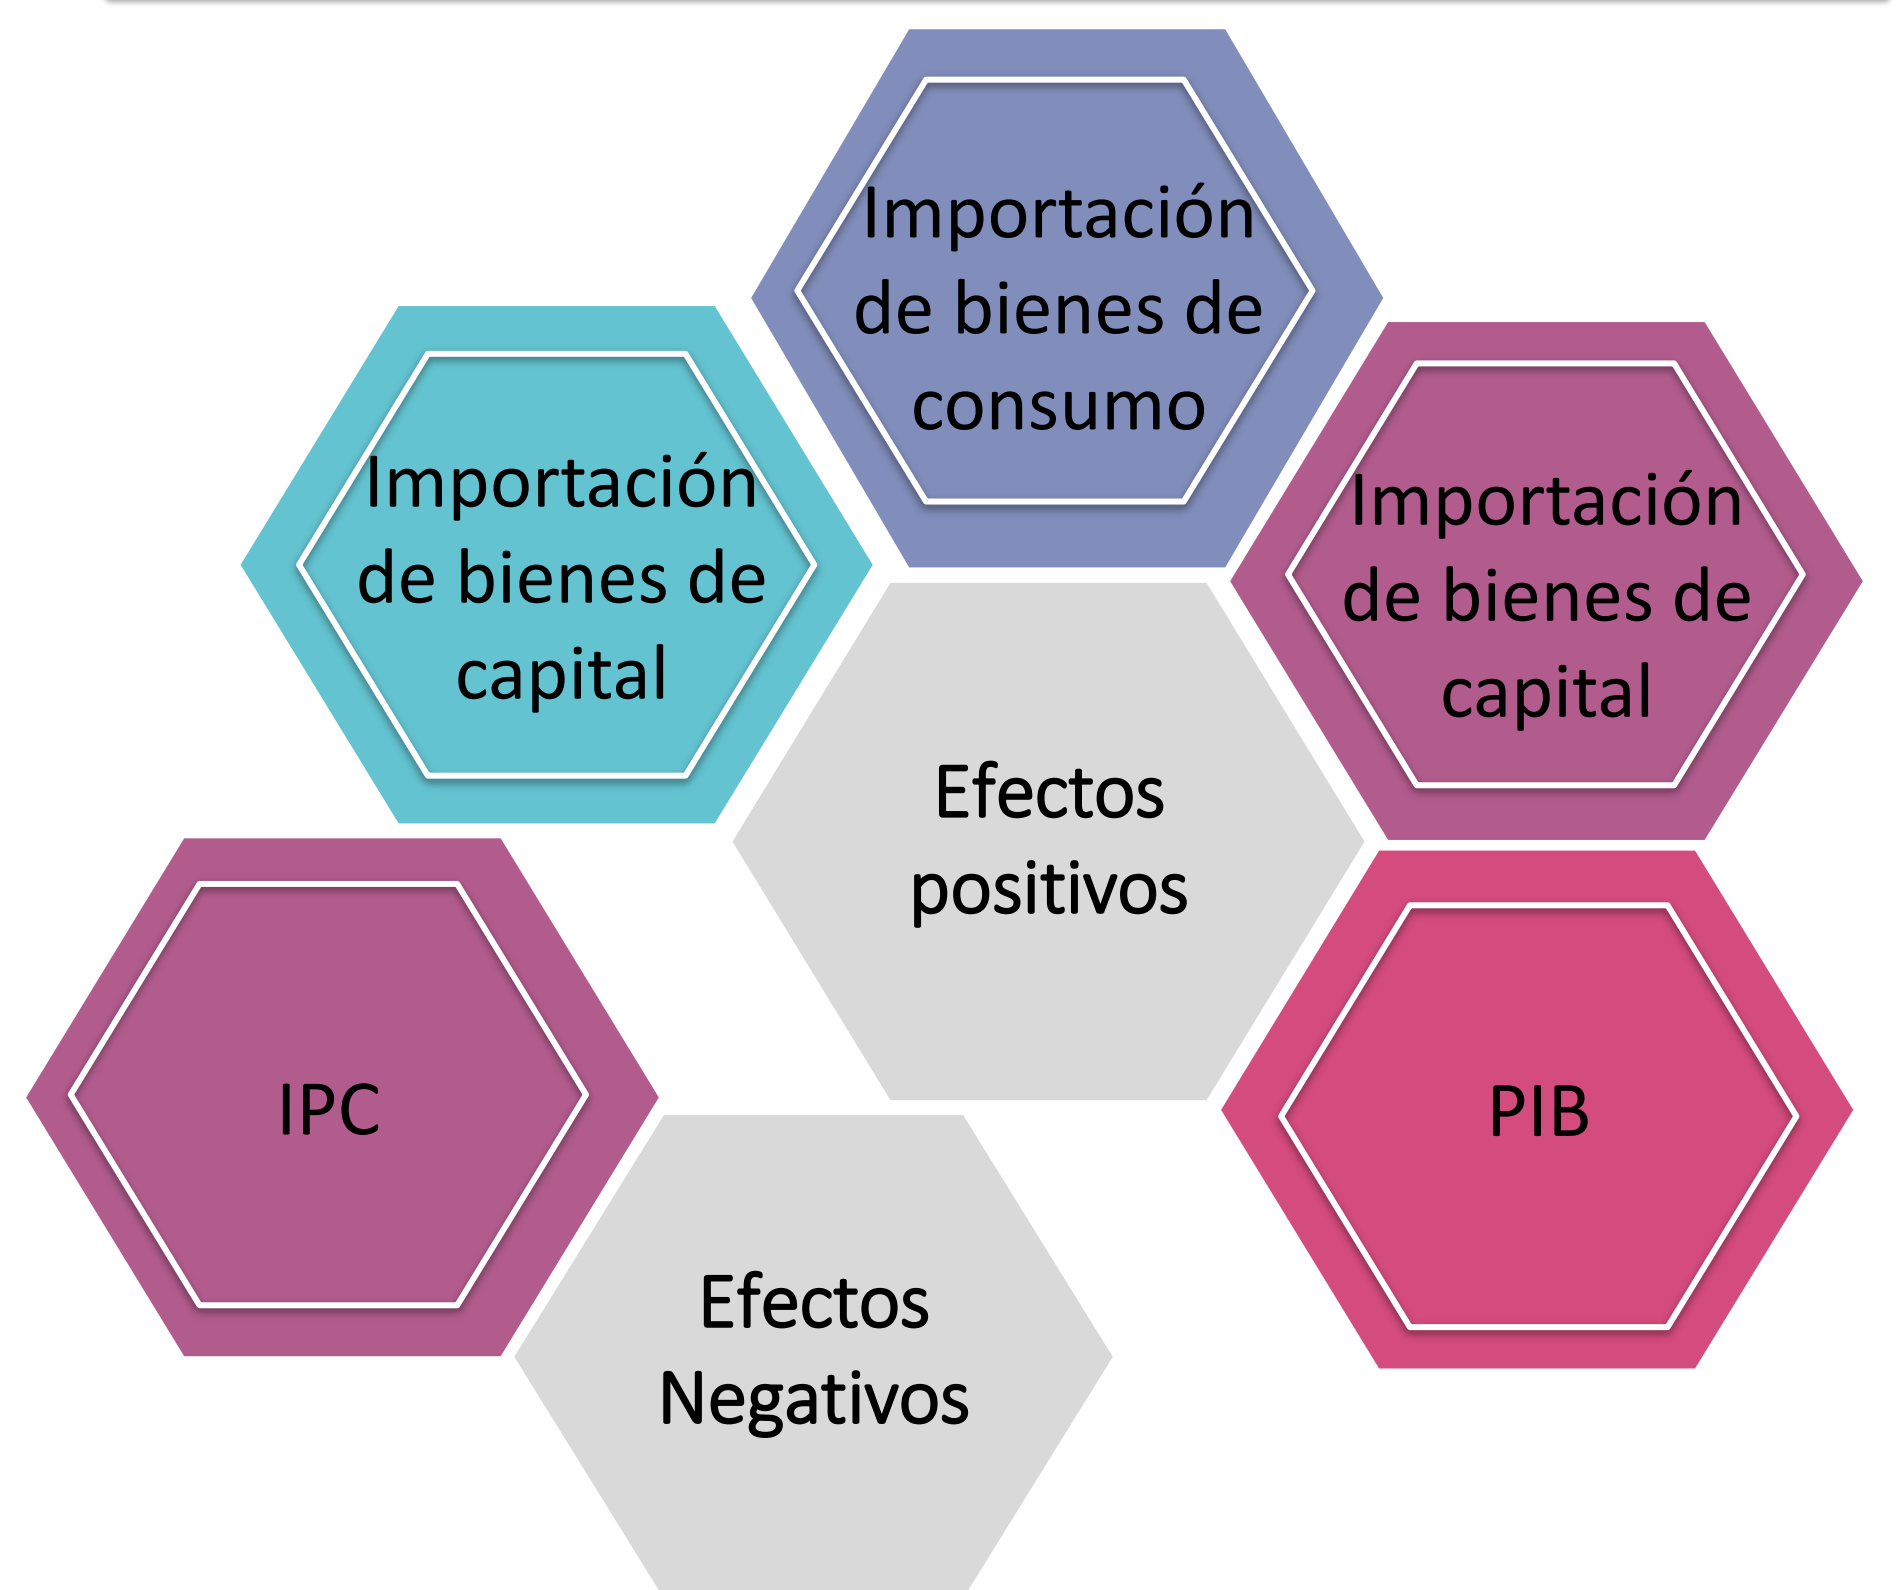 Importación
de bienes de
consumo
Importación
de bienes de
capital
Importación
de bienes de
capital
Efectos
positivos
IPC
PIB
Efectos
Negativos